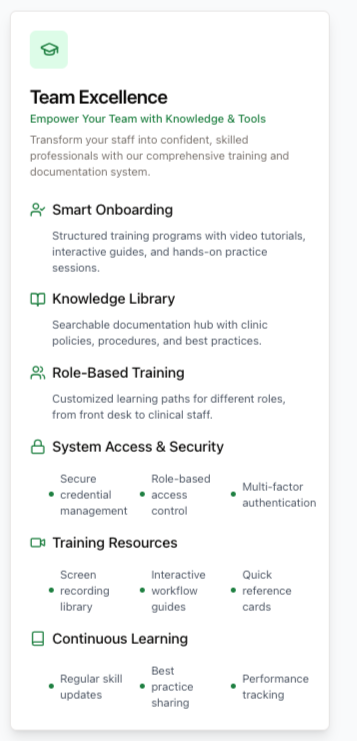 Team Excellence
Empower Your Team with Knowledge & Tools
Transform your staff into confident, skilled
professionals with our comprehensive training and
documentation system.
Smart Onboarding
Structured training programs with video tutorials,
interactive guides, and hands-on practice
sessions.
Knowledge Library
Searchable documentation hub with clinic
policies, procedures, and best practices.
Role-Based Training
Customized learning paths for different roles,
from front desk to clinical staff.
System Access & Security
Secure
credential
management
Role-based
access
control
Multi-factor
authentication
Training Resources
Screen
recording
library
Interactive
workflow
guides
Quick
reference
cards
Continuous Learning
Regular skill
updates
Best
practice
sharing
Performance
tracking